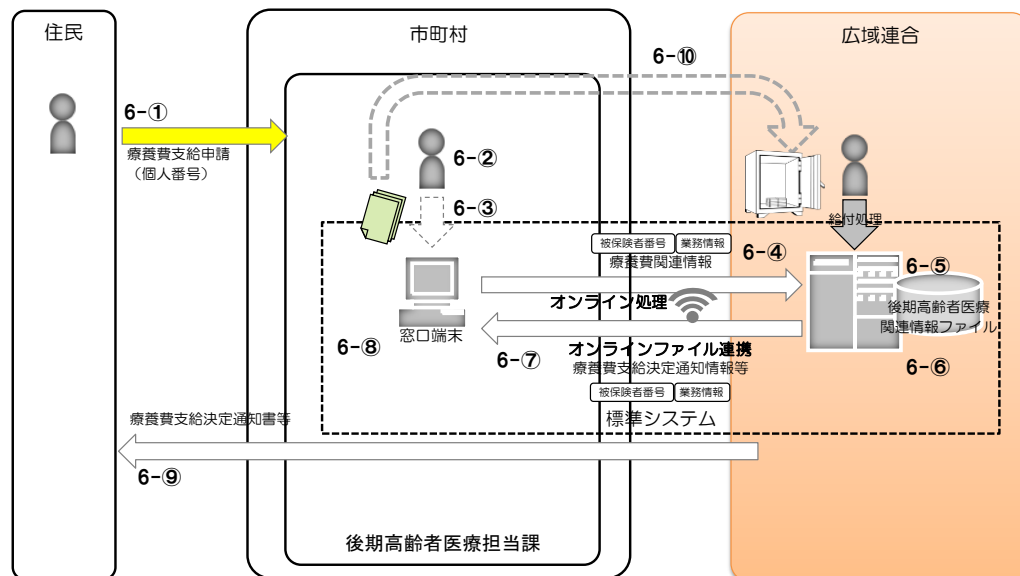 住民
市町村
広域連合
6-⑩
6-①
療養費支給申請
（個人番号）
6-②
6-③
給付処理
被保険者番号
業務情報
療養費関連情報
6-④
6-⑤
オンライン処理
後期高齢者医療
関連情報ファイル
窓口端末
6-⑧
6-⑦
オンラインファイル連携
療養費支給決定通知情報等
6-⑥
被保険者番号
業務情報
標準システム
療養費支給決定通知書等
6-⑨
後期高齢者医療担当課